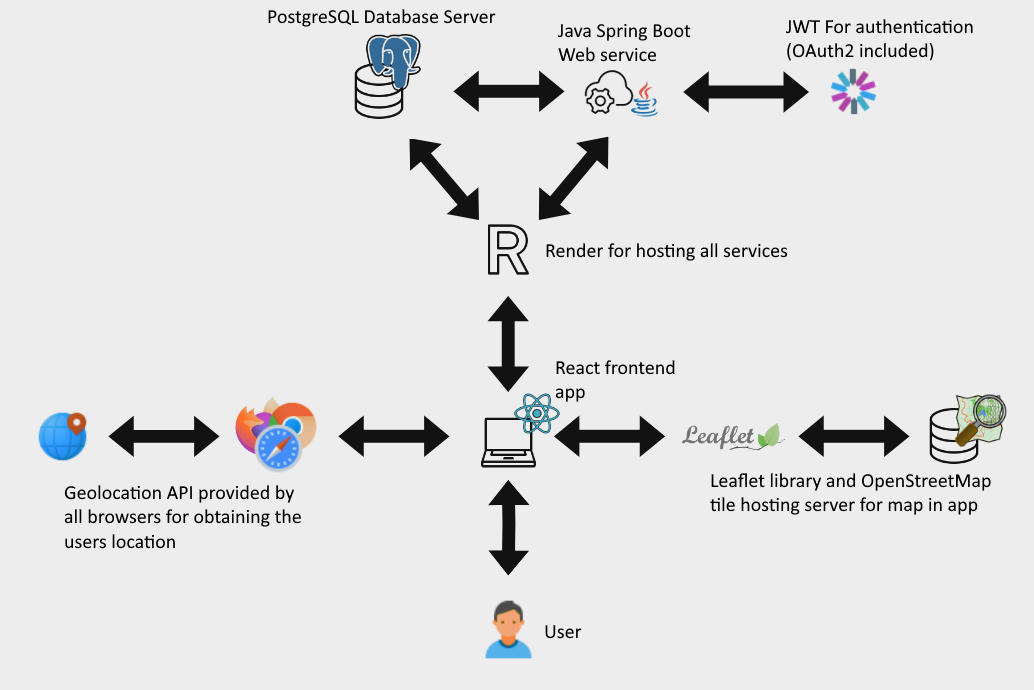 PostgreSQL Database Server
Java Spring Boot
Web service
JWT For authentication
(OAuth2 included)
R
Render for hosting all services
React frontend
app
Leaflet
Geolocation API provided by
all browsers for obtaining the
users location
Leaflet library and OpenStreetMap
tile hosting server for map in app
User